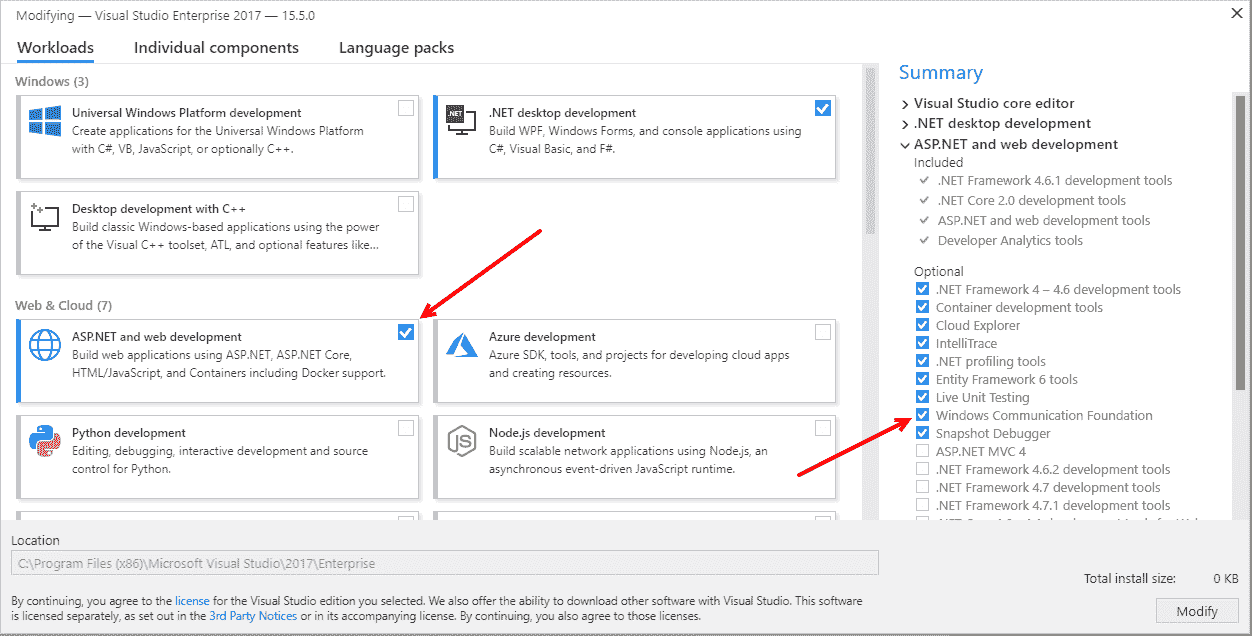 Modifying — Visual Studio Enterprise 2017 — 15.5.0
Workloads
Individual components
Language packs
Windows (3)
Universal Windows Platform development
Create applications for the Universal Windows Platform
with C#, VB, JavaScript, or optionally C++.
.NET
.NET desktop development
Build WPF, Windows Forms, and console applications using
C#, Visual Basic, and F#.
Desktop development with C++
Build classic Windows-based applications using the power
of the Visual C++ toolset, ATL, and optional features like...
Web & Cloud (7)
ASP.NET and web development
Build web applications using ASP.NET, ASP.NET Core,
HTML/JavaScript, and Containers including Docker support.
Azure development
Azure SDK, tools, and projects for developing cloud apps
and creating resources.
Python development
Editing, debugging, interactive development and source
control for Python.
JS
Node.js development
Build scalable network applications using Node.js, an
asynchronous event-driven JavaScript runtime.
Summary
Visual Studio core editor
.NET desktop development
ASP.NET and web development
Included
.NET Framework 4.6.1 development tools
.NET Core 2.0 development tools
ASP.NET and web development tools
Developer Analytics tools
Optional
.NET Framework 4 – 4.6 development tools
Container development tools
Cloud Explorer
IntelliTrace
.NET profiling tools
Entity Framework 6 tools
Live Unit Testing
Windows Communication Foundation
Snapshot Debugger
ASP.NET MVC 4
.NET Framework 4.6.2 development tools
.NET Framework 4.7 development tools
.NET Framework 4.7.1 development tools
Location
C:\Program Files (x86)\Microsoft Visual Studio\2017\Enterprise
By continuing, you agree to the license for the Visual Studio edition you selected. We also offer the ability to download other software with Visual Studio. This software
is licensed separately, as set out in the 3rd Party Notices or in its accompanying license. By continuing, you also agree to those licenses.
Total install size: 0 KB
Modify